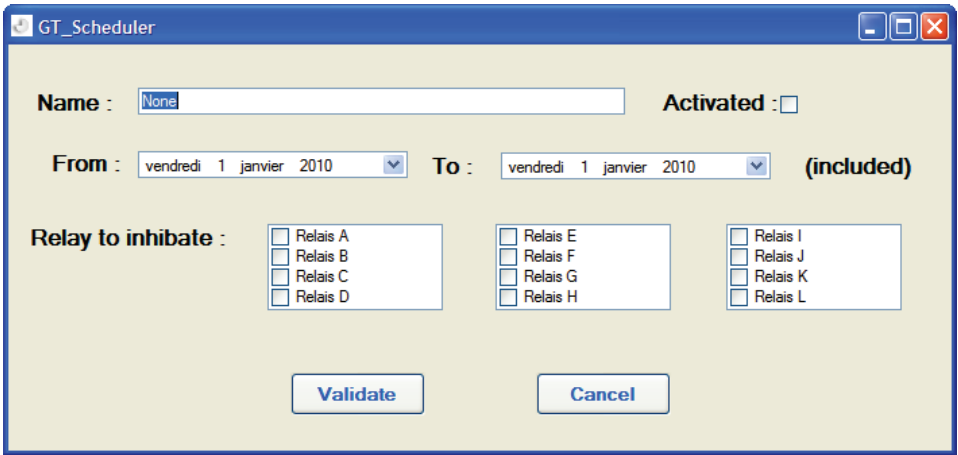 GT_Scheduler
Name : None Activated :
From : vendredi 1 janvier 2010 To : vendredi 1 janvier 2010 (included)
Relay to inhibate :
Relais A
Relais B
Relais C
Relais D
Relais E
Relais F
Relais G
Relais H
Relais I
Relais J
Relais K
Relais L
Validate Cancel